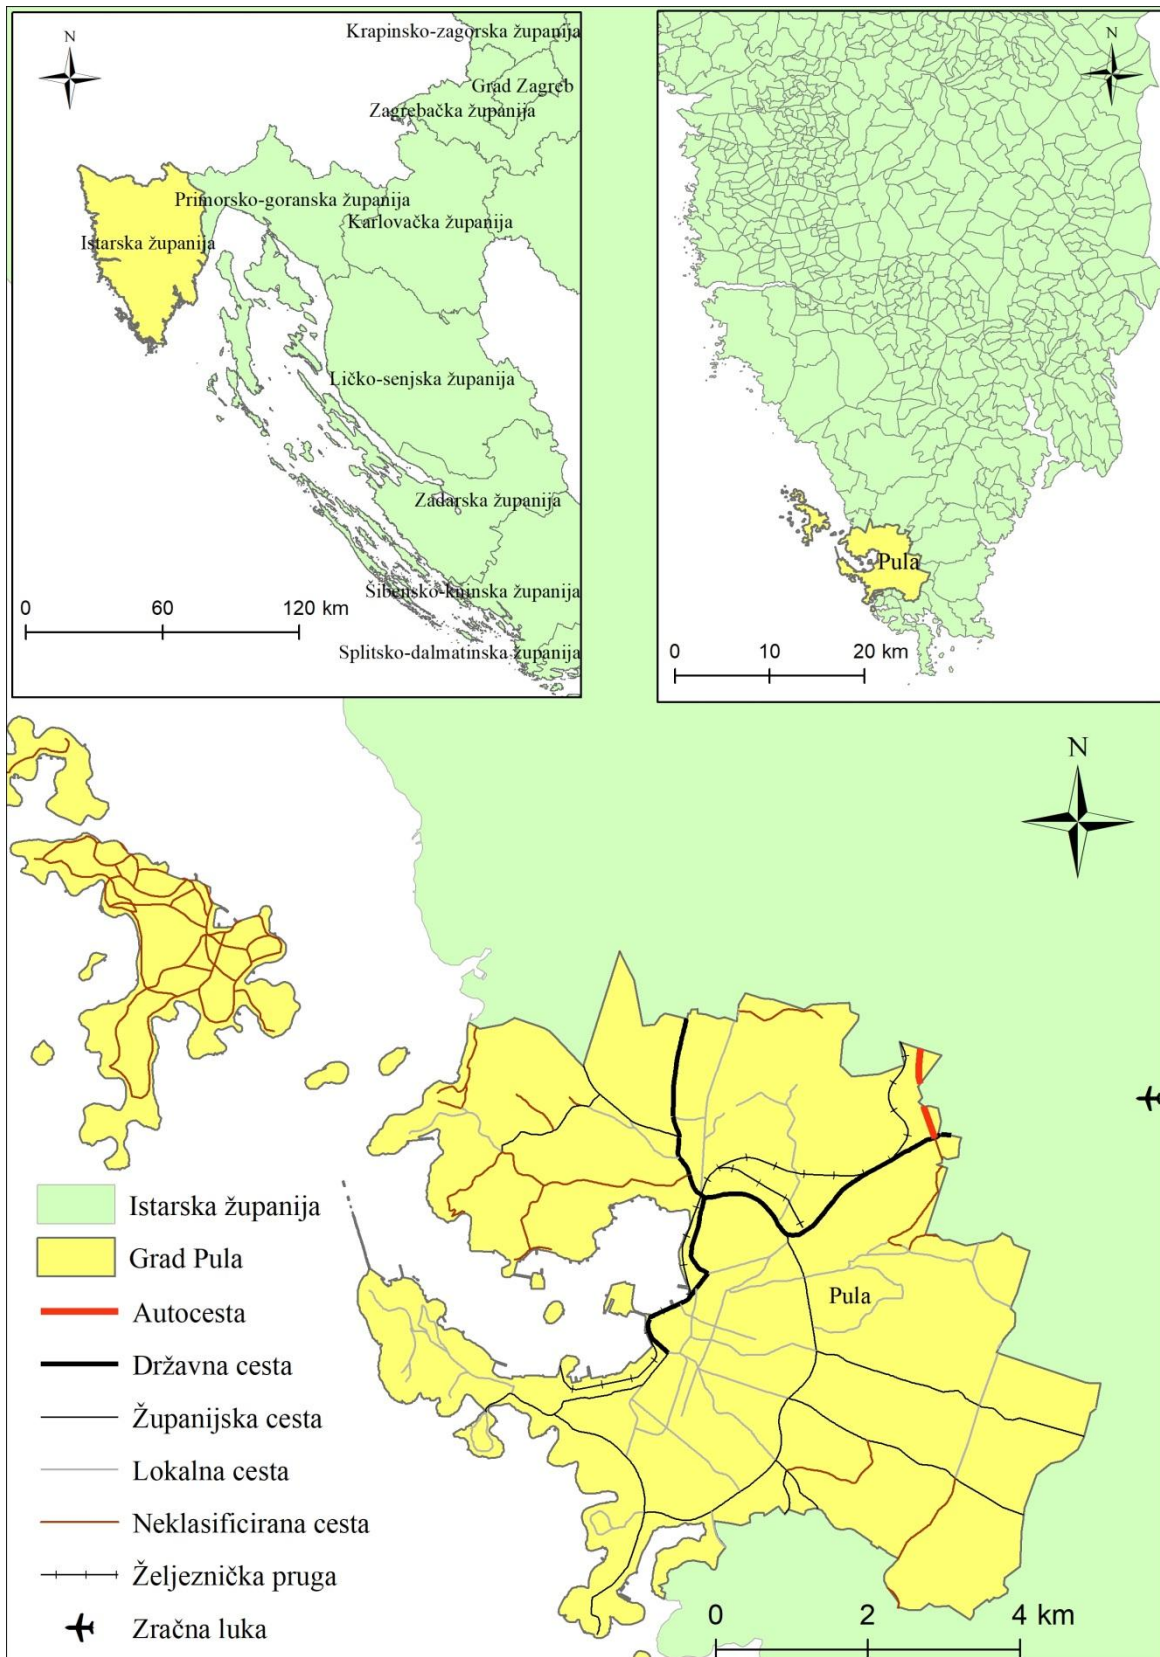 N
Krapinsko-zagorska županija
Grad Zagreb
Zagrebačka županija
Primorsko-goranska županija
Karlovačka županija
Istarska županija
Ličko-senjska županija
Zadarska županija
Šibensko-kninska županija
Splitsko-dalmatinska županija
0 60 120 km
N
Pula
0 10 20 km
N
Pula
Istarska županija
Grad Pula
Autocesta
Državna cesta
Županijska cesta
Lokalna cesta
Neklasificirana cesta
Željeznička pruga
Zračna luka
0 2 4 km